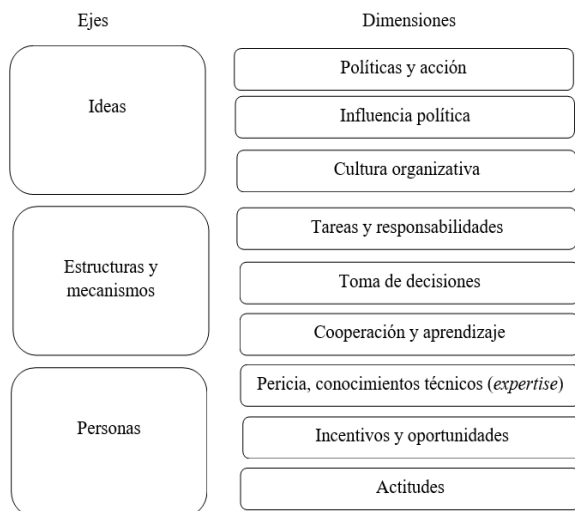 Ejes
Dimensiones
Ideas
Políticas y acción
Influencia política
Cultura organizativa
Estructuras y
mecanismos
Tareas y responsabilidades
Toma de decisiones
Cooperación y aprendizaje
Personas
Pericia, conocimientos técnicos (expertise)
Incentivos y oportunidades
Actitudes